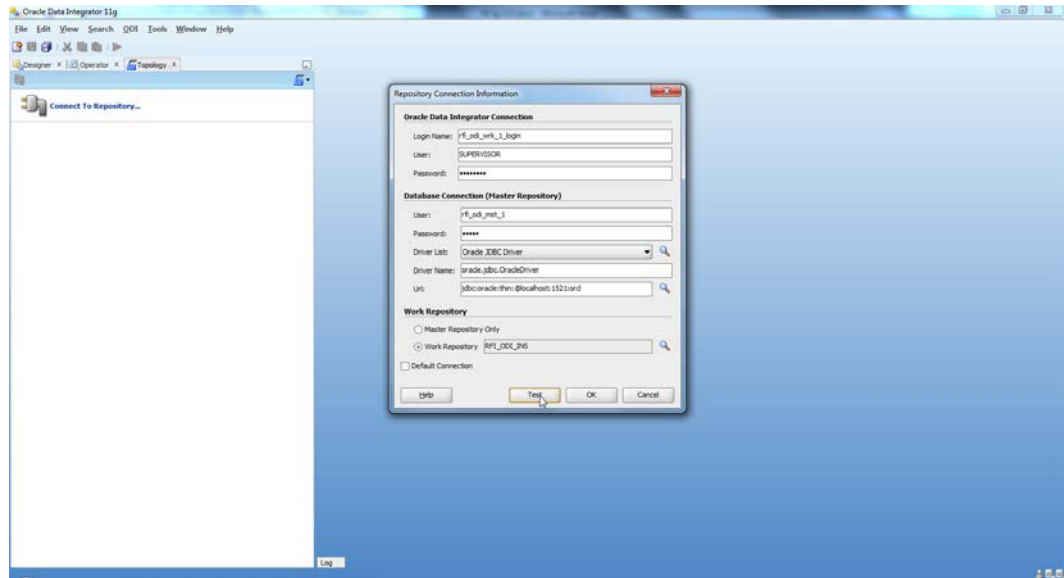 Oracle Data Integrator 11g
File Edit View Search ODI Tools Window Help
Designer Operator Topology
Connect To Repository...
Repository Connection Information
Oracle Data Integrator Connection
Login Name: rfi_odi_wrk_1_login
User: SUPERVISOR
Password: ••••••••
Database Connection (Master Repository)
User: rfi_odi_mst_1
Password: •••••
Driver List: Oracle JDBC Driver
Driver Name: oracle.jdbc.OracleDriver
Url: jdbc:oracle:thin:@localhost:1521:ord
Work Repository
Master Repository Only
Work Repository RFI_ODI_INS
Default Connection
Help Test OK Cancel
Log